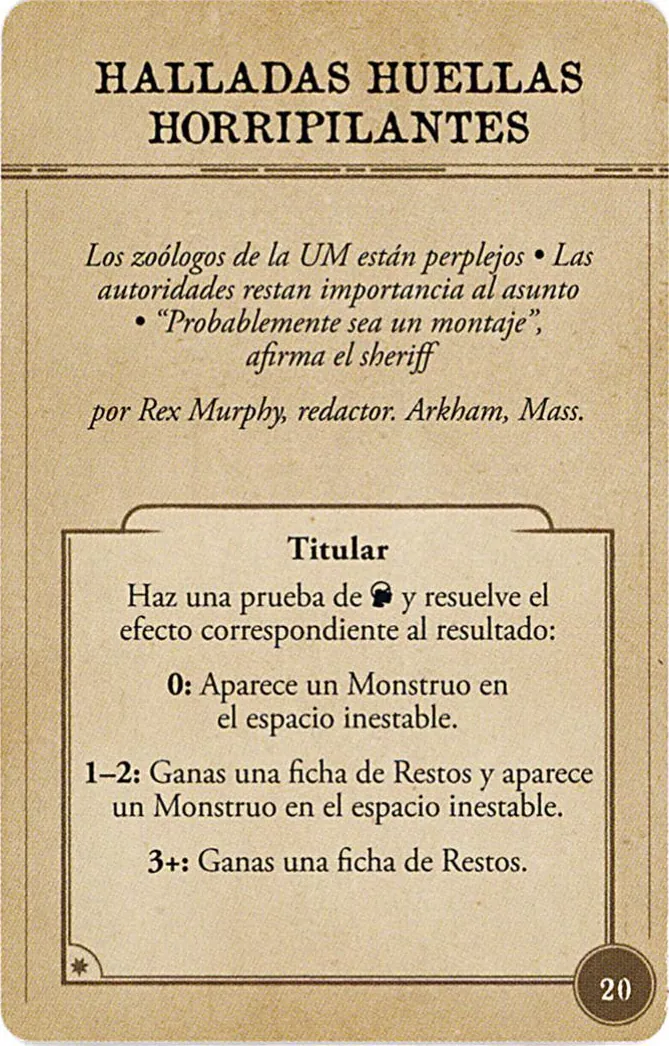 HALLADAS HUELLAS
HORRIPILANTES
Los zoólogos de la UM están perplejos • Las
autoridades restan importancia al asunto
• “Probablemente sea un montaje”,
afirma el sheriff
por Rex Murphy, redactor. Arkham, Mass.
Titular
Haz una prueba de y resuelve el
efecto correspondiente al resultado:
0: Aparece un Monstruo en
el espacio inestable.
1–2: Ganas una ficha de Restos y aparece
un Monstruo en el espacio inestable.
3+: Ganas una ficha de Restos.
20